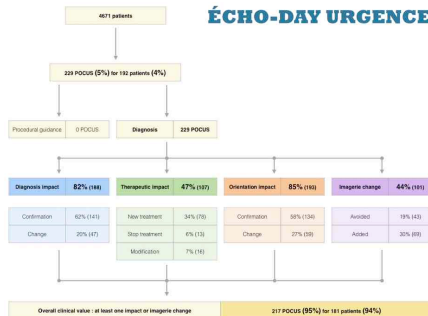 ÉCHO-DAY URGENCE
4671 patients
229 POCUS (5%) for 192 patients (4%)
Procedural guidance 0 POCUS Diagnosis 229 POCUS
Diagnosis impact 82% (188) Therapeutic impact 47% (107) Orientation impact 85% (193) Imagerie change 44% (101)
Confirmation 62% (141) New treatment 34% (78) Confirmation 58% (134) Avoided 19% (43)
Change 20% (47) Stop treatment 6% (13) Change 27% (59) Added 30% (69)
Modification 7% (16)
Overall clinical value : at least one impact or imagerie change 217 POCUS (95%) for 181 patients (94%)